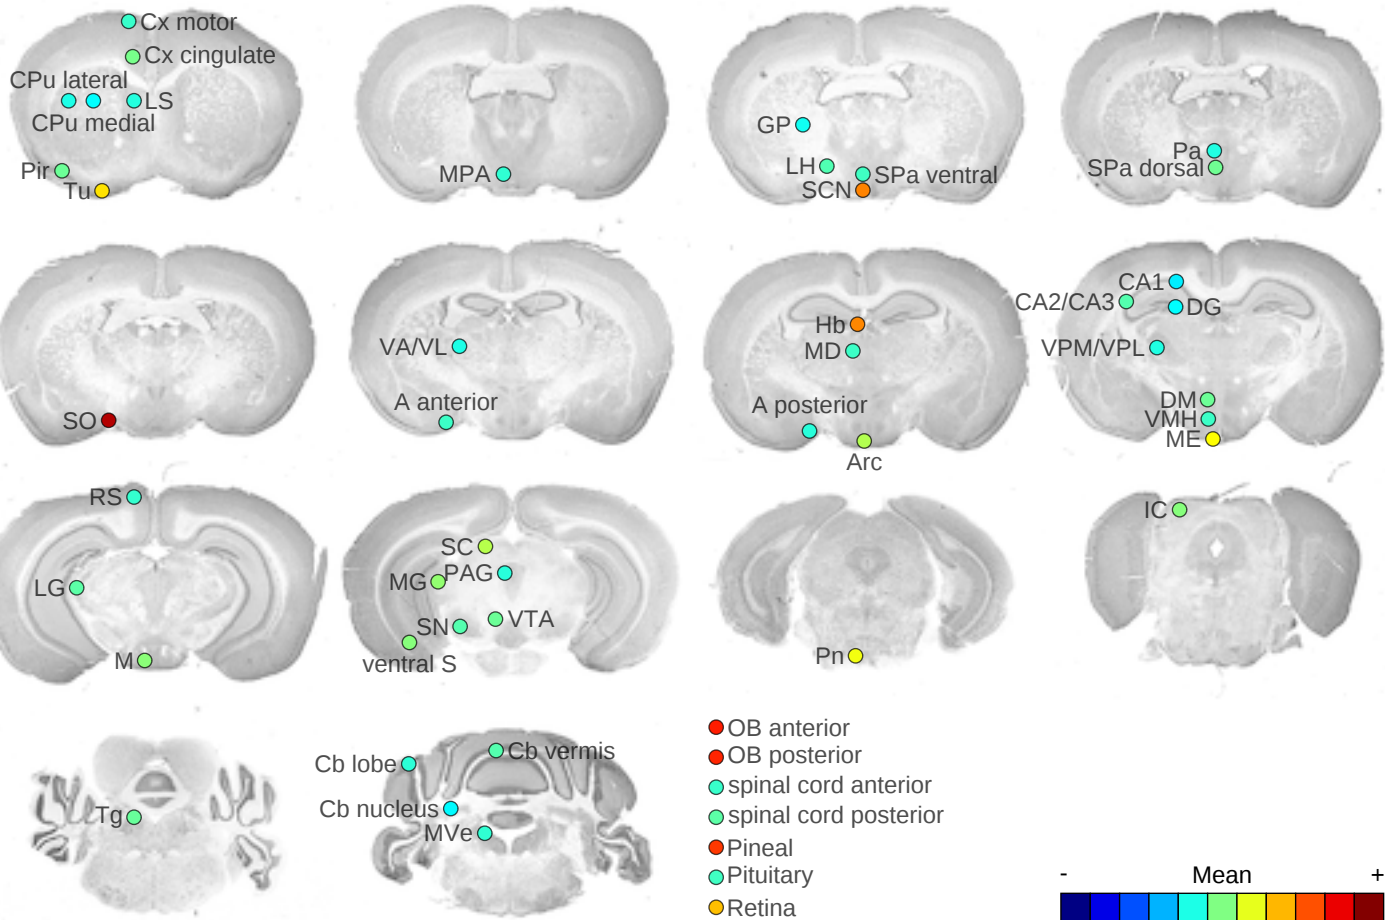 Cx motor
Cx cingulate
CPu lateral
LS
CPu medial
Pir
Tu
MPA
GP
LH
SPa ventral
SCN
Pa
SPa dorsal
SO
VA/VL
A anterior
Hb
MD
A posterior
Arc
CA1
CA2/CA3
DG
VPM/VPL
DM
VMH
ME
RS
LG
M
SC
PAG
MG
VTA
SN
ventral S
Pn
IC
Tg
Cb vermis
Cb lobe
Cb nucleus
MVe
OB anterior
OB posterior
spinal cord anterior
spinal cord posterior
Pineal
Pituitary
Retina
- Mean +